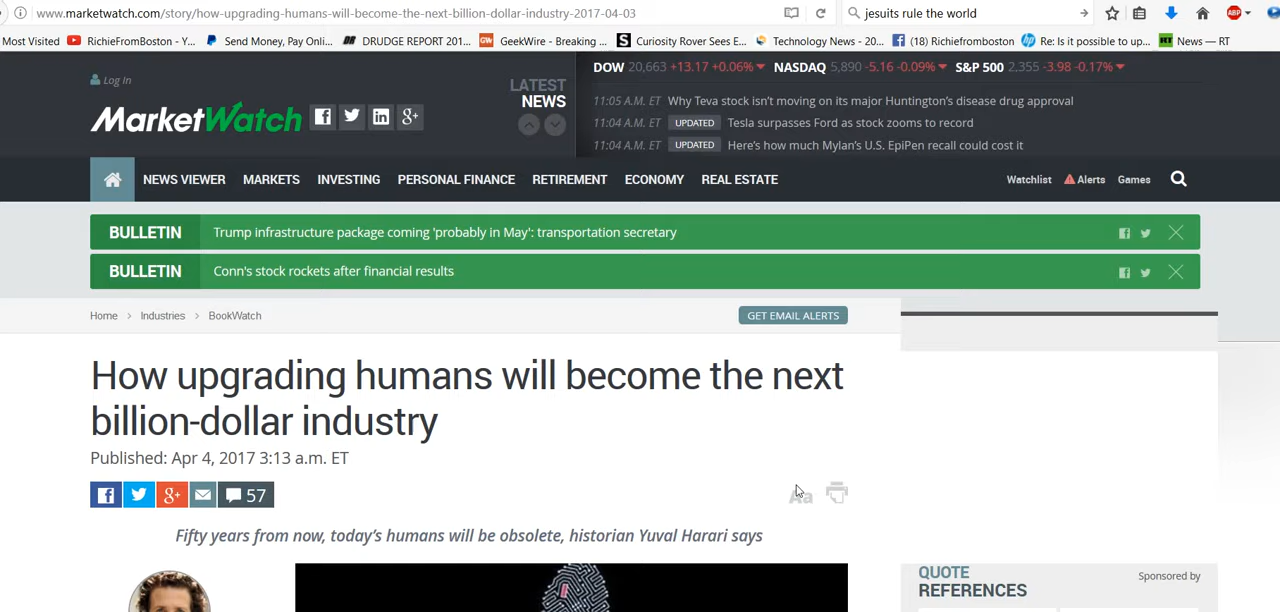 www.marketwatch.com/story/how-upgrading-humans-will-become-the-next-billion-dollar-industry-2017-04-03
jesuits rule the world
ABP
Most Visited RichieFromBoston - Y... Send Money, Pay Onli... DRUDGE REPORT 201... GW GeekWire - Breaking ... S Curiosity Rover Sees E... Technology News - 20... (18) Richiefromboston Re: Is it possible to up... RT News — RT
Log In
MarketWatch
LATEST
NEWS
DOW 20,663 +13.17 +0.06% NASDAQ 5,890 -5.16 -0.09% S&P 500 2,355 -3.98 -0.17%
11:05 A.M. ET Why Teva stock isn't moving on its major Huntington's disease drug approval
11:04 A.M. ET UPDATED Tesla surpasses Ford as stock zooms to record
11:04 A.M. ET UPDATED Here's how much Mylan's U.S. EpiPen recall could cost it
NEWS VIEWER MARKETS INVESTING PERSONAL FINANCE RETIREMENT ECONOMY REAL ESTATE Watchlist Alerts Games
BULLETIN Trump infrastructure package coming 'probably in May': transportation secretary
BULLETIN Conn's stock rockets after financial results
Home > Industries > BookWatch
GET EMAIL ALERTS
How upgrading humans will become the next
billion-dollar industry
Published: Apr 4, 2017 3:13 a.m. ET
57
Aa
Fifty years from now, today's humans will be obsolete, historian Yuval Harari says
QUOTE
REFERENCES
Sponsored by